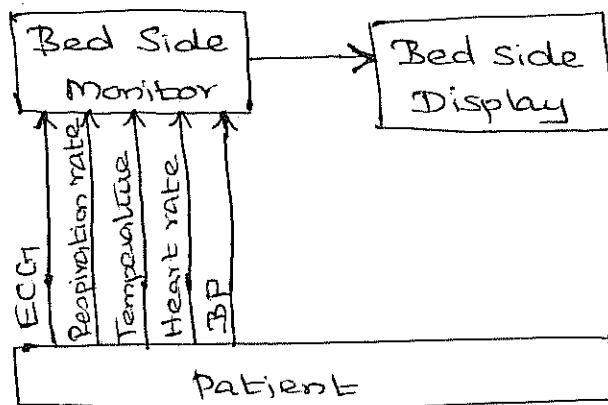 Bed Side
Monitor
Bed Side
Display
ECG
Respiration rate
Temperature
Heart rate
BP
Patient